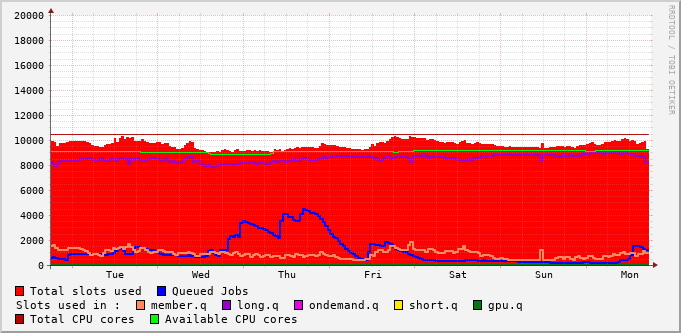 RRDTOOL / TOBI OETIKER
20000
18000
16000
14000
12000
10000
8000
6000
4000
2000
0
Tue Wed Thu Fri Sat Sun Mon
Total slots used Queued Jobs
Slots used in : member.q long.q ondemand.q short.q gpu.q
Total CPU cores Available CPU cores